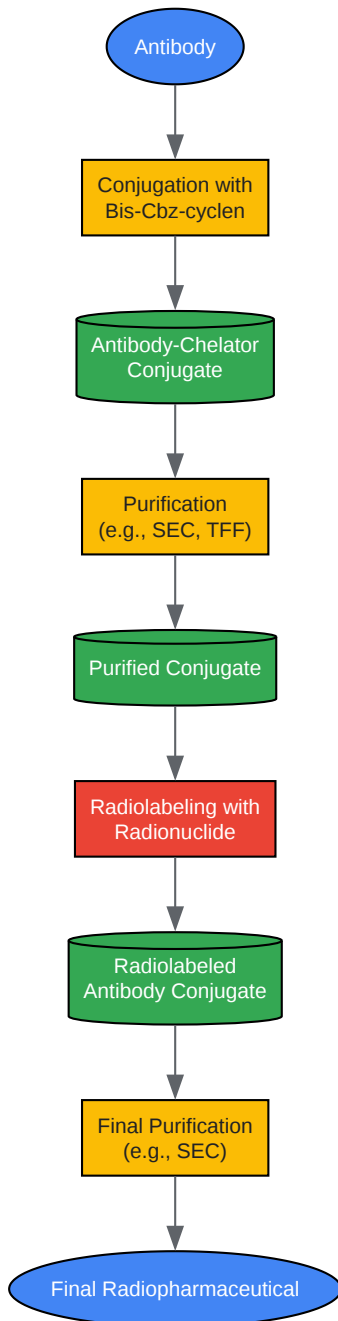 Antibody
Conjugation with
Bis-Cbz-cyclen
Antibody-Chelator
Conjugate
Purification
(e.g., SEC, TFF)
Purified Conjugate
Radiolabeling with
Radionuclide
Radiolabeled
Antibody Conjugate
Final Purification
(e.g., SEC)
Final Radiopharmaceutical